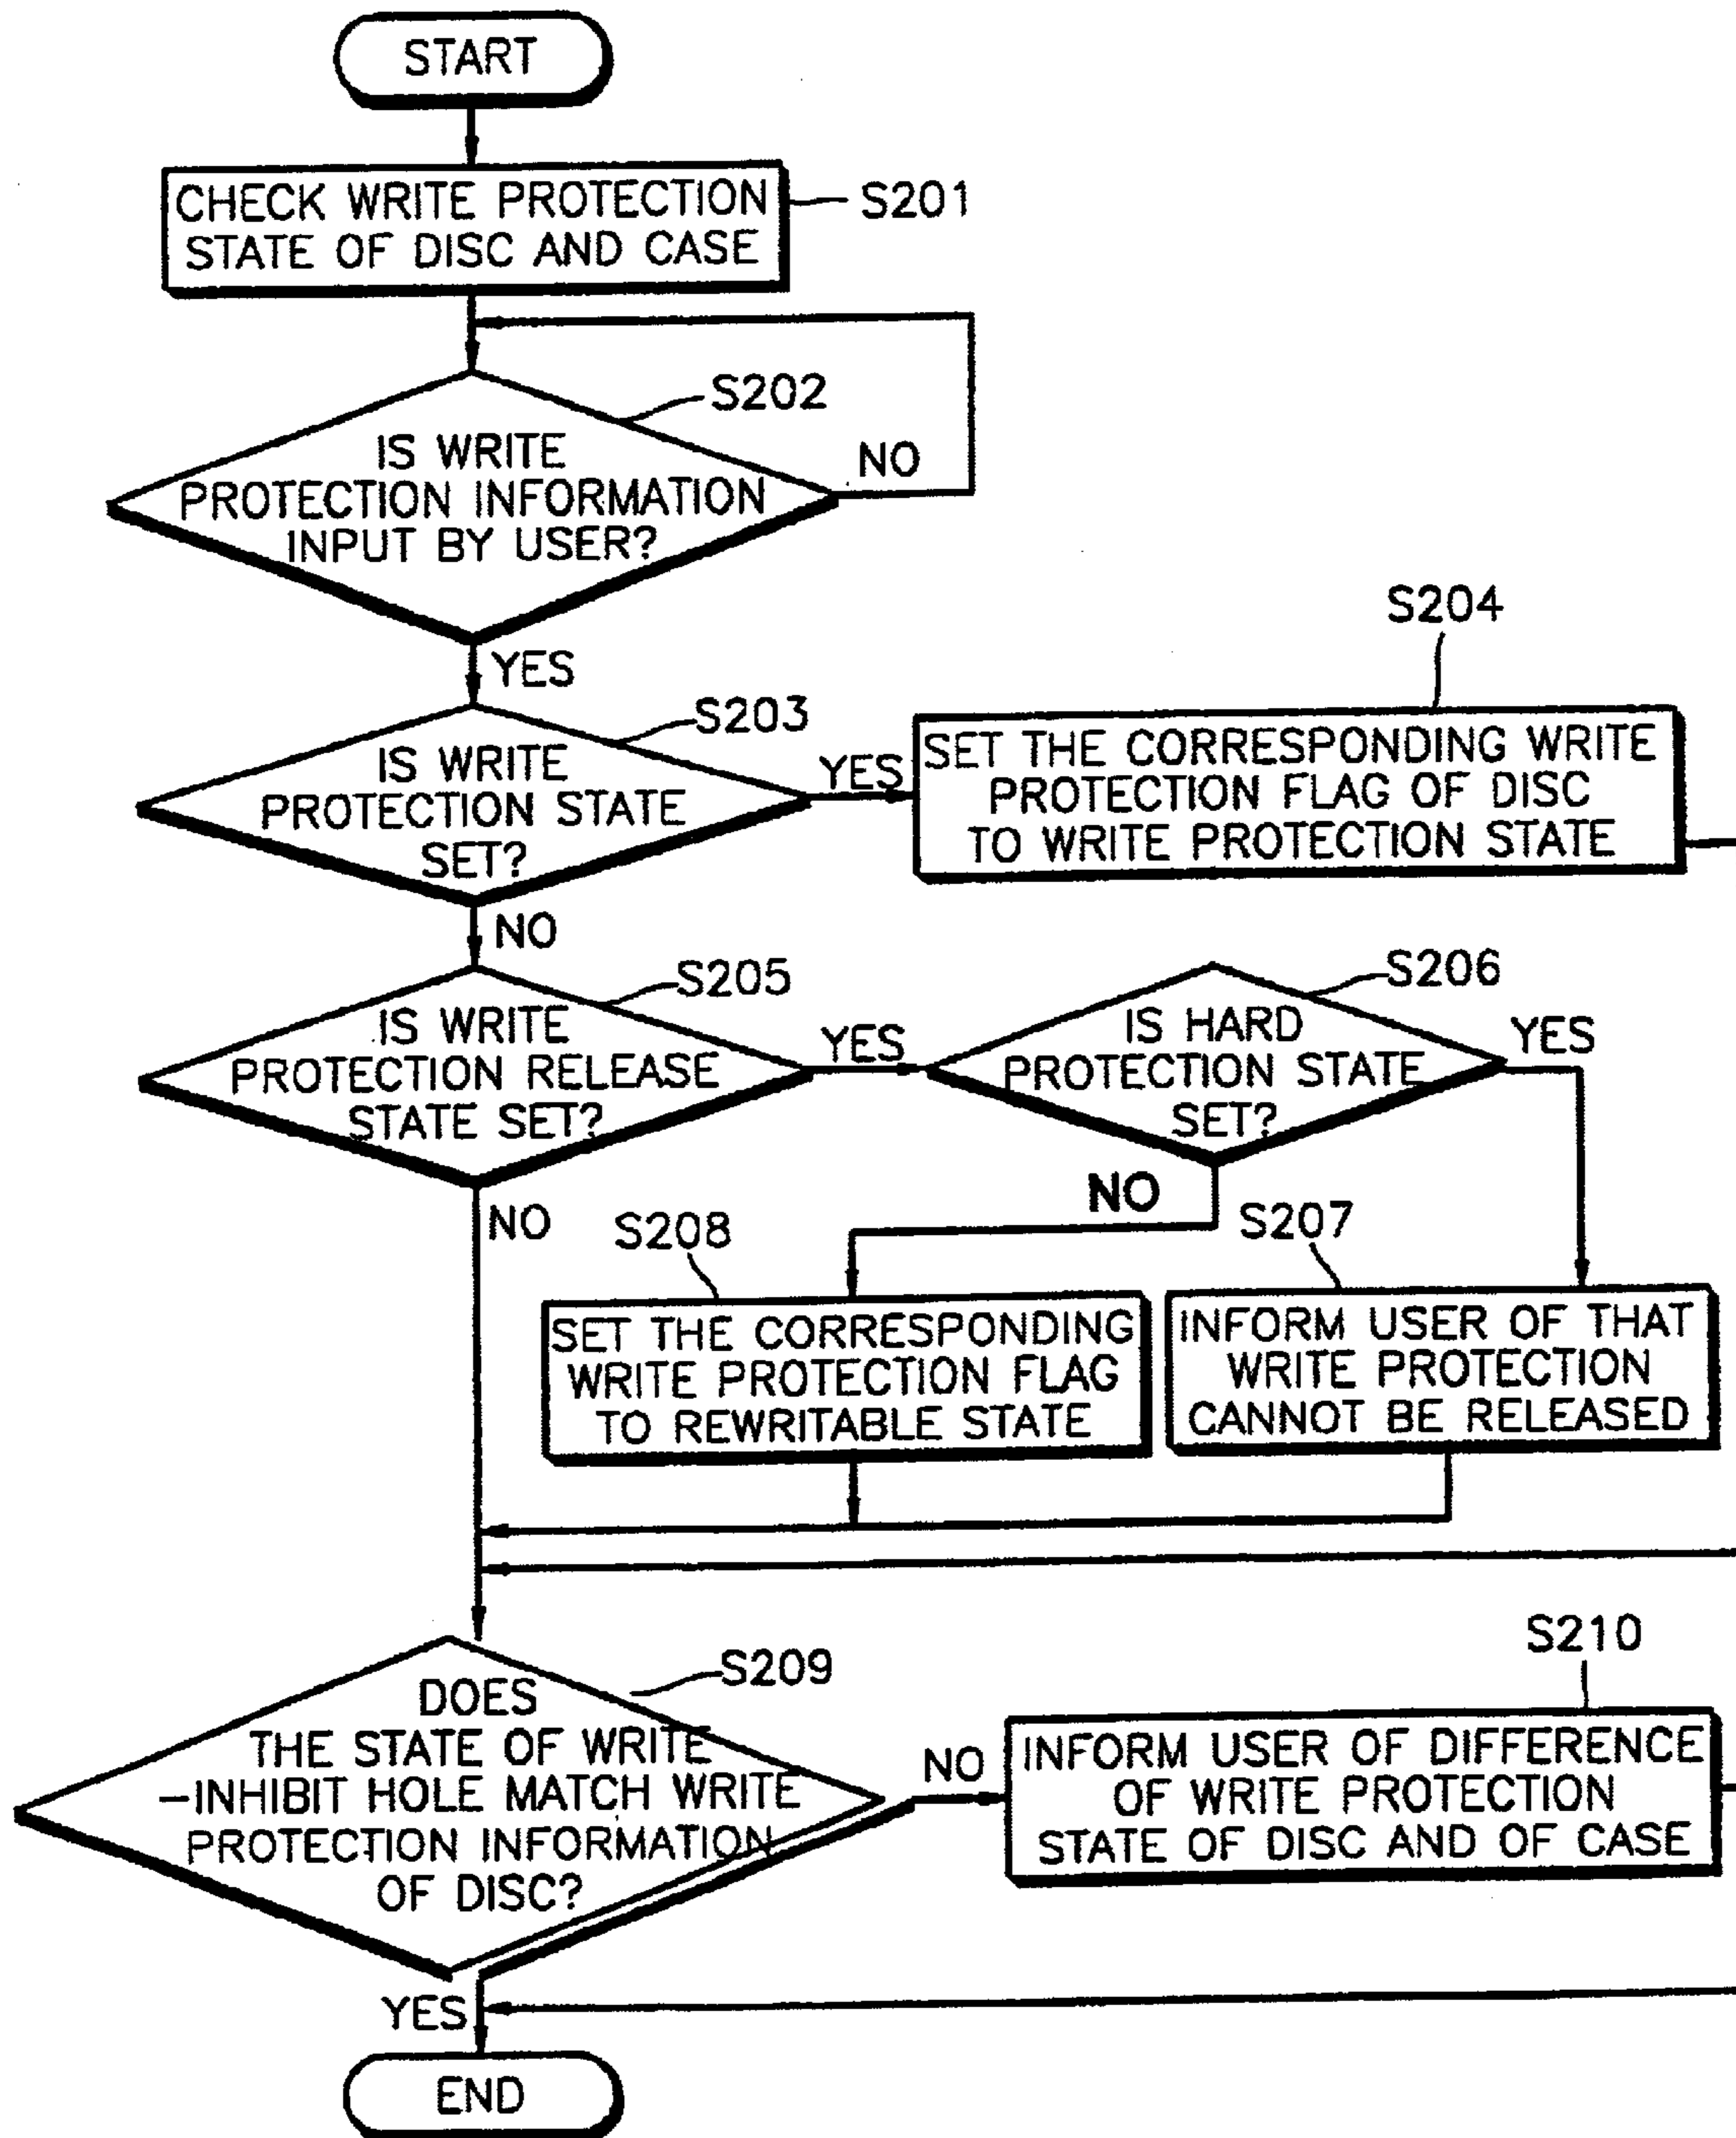 START
CHECK WRITE PROTECTION
STATE OF DISC AND CASE
S201
S202
IS WRITE
PROTECTION INFORMATION
INPUT BY USER?
NO
YES
S203
IS WRITE
PROTECTION STATE
SET?
YES
S204
SET THE CORRESPONDING WRITE
PROTECTION FLAG OF DISC
TO WRITE PROTECTION STATE
NO
S205
IS WRITE
PROTECTION RELEASE
STATE SET?
YES
S206
IS HARD
PROTECTION STATE
SET?
YES
NO
NO
S208
SET THE CORRESPONDING
WRITE PROTECTION FLAG
TO REWRITABLE STATE
S207
INFORM USER OF THAT
WRITE PROTECTION
CANNOT BE RELEASED
S209
DOES
THE STATE OF WRITE
-INHIBIT HOLE MATCH WRITE
PROTECTION INFORMATION
OF DISC?
NO
S210
INFORM USER OF DIFFERENCE
OF WRITE PROTECTION
STATE OF DISC AND OF CASE
YES
END